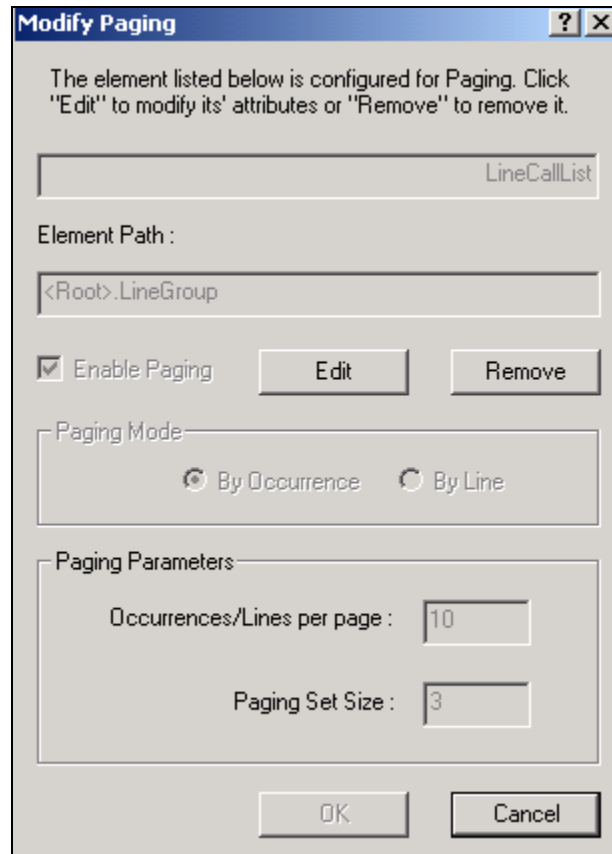 Modify Paging
The element listed below is configured for Paging. Click
"Edit" to modify its' attributes or "Remove" to remove it.
LineCallList
Element Path :
<Root>.LineGroup
Enable Paging
Edit
Remove
Paging Mode
By Occurrence
By Line
Paging Parameters
Occurrences/Lines per page :
10
Paging Set Size :
3
OK
Cancel